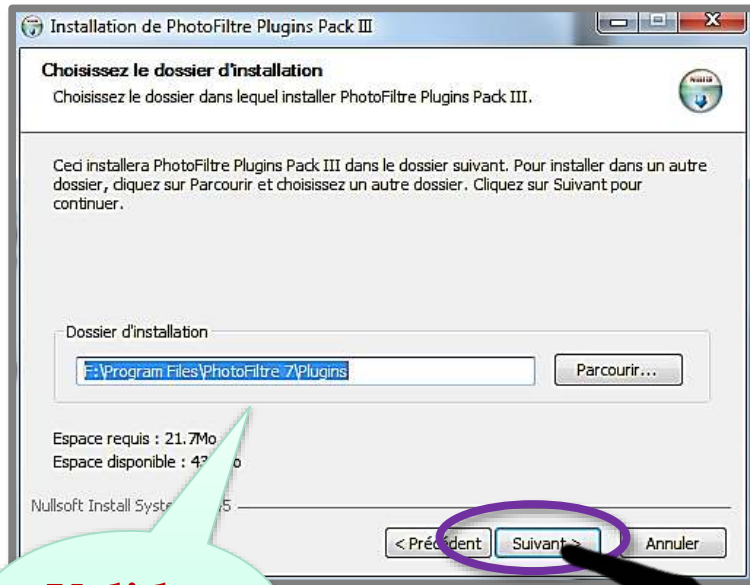 Installation de PhotoFiltre Plugins Pack III
Choisissez le dossier d'installation
Choisissez le dossier dans lequel installer PhotoFiltre Plugins Pack III.
Ceci installera PhotoFiltre Plugins Pack III dans le dossier suivant. Pour installer dans un autre
dossier, cliquez sur Parcourir et choisissez un autre dossier. Cliquez sur Suivant pour
continuer.
Dossier d'installation
F:\Program Files\PhotoFiltre 7\Plugins
Parcourir...
Espace requis : 21.7Mo
Espace disponible :
Nullsoft Install
< Précédent
Suivant >
Annuler